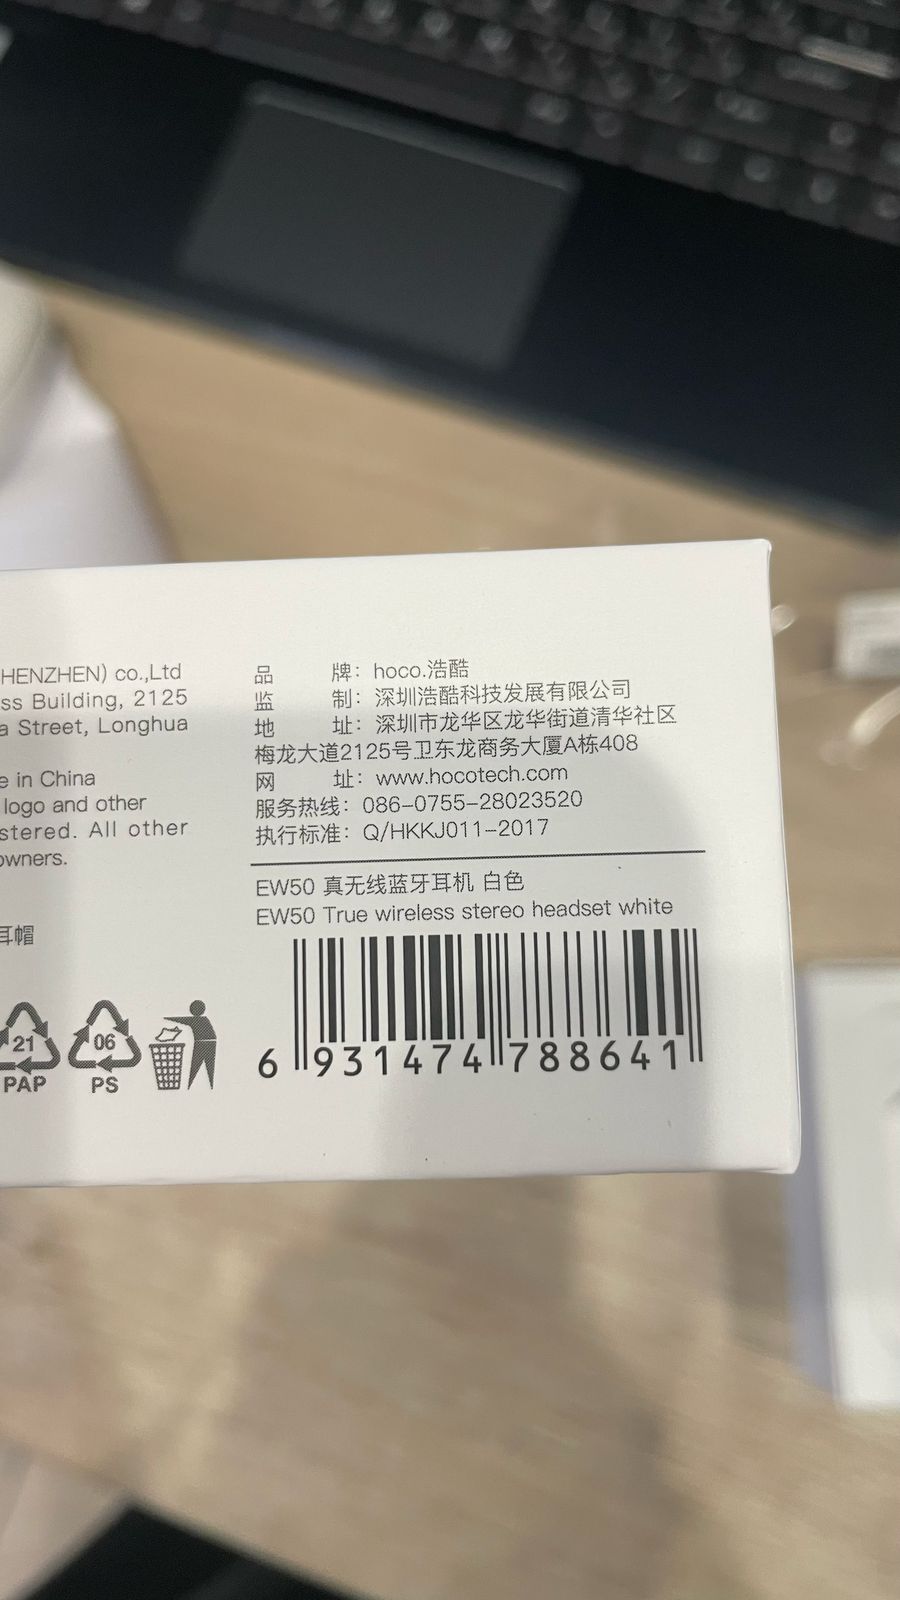 HENZHEN) co.,Ltd
ss Building, 2125
a Street, Longhua
e in China
logo and other
stered. All other
owners.
耳帽
21
PAP
06
PS
品 牌：hoco.浩酷
监 制：深圳浩酷科技发展有限公司
地 址：深圳市龙华区龙华街道清华社区
梅龙大道2125号卫东龙商务大厦A栋408
网 址：www.hocotech.com
服务热线：086-0755-28023520
执行标准：Q/HKKJ011-2017
EW50 真无线蓝牙耳机 白色
EW50 True wireless stereo headset white
6 931474 788641